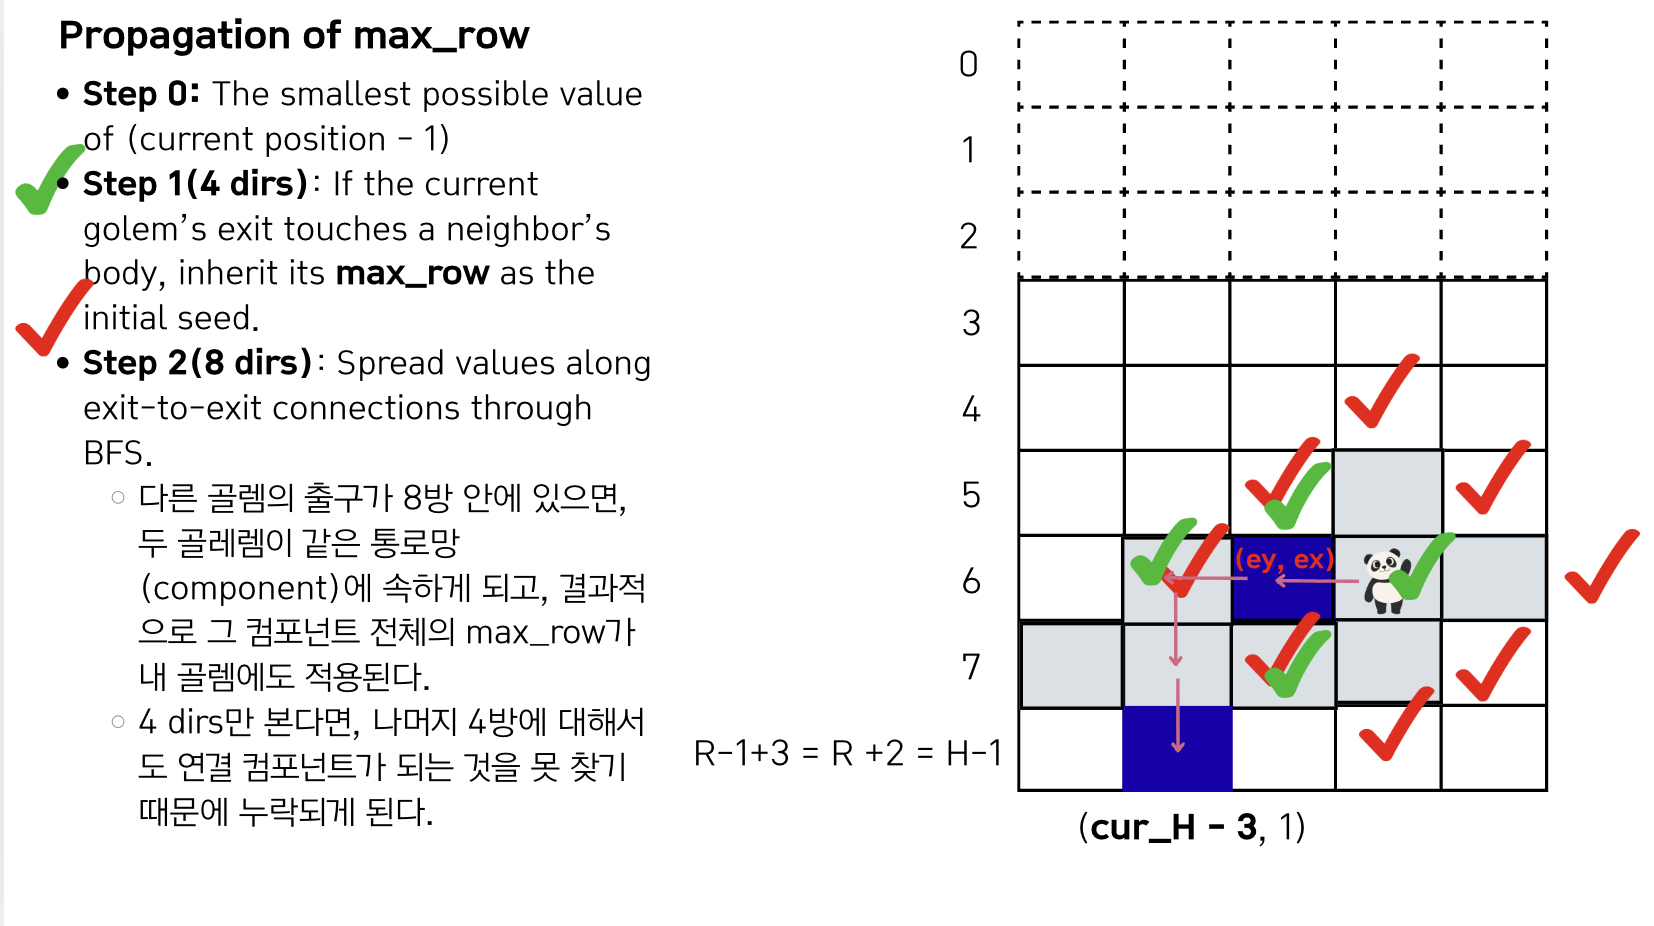 Propagation of max_row
• Step 0: The smallest possible value
of (current position - 1)
• Step 1(4 dirs): If the current
golem's exit touches a neighbor's
body, inherit its max_row as the
initial seed.
• Step 2(8 dirs): Spread values along
exit-to-exit connections through
BFS.
○ 다른 골렘의 출구가 8방 안에 있으면,
두 골레렘이 같은 통로망
(component)에 속하게 되고, 결과적
으로 그 컴포넌트 전체의 max_row가
내 골렘에도 적용된다.
○ 4 dirs만 본다면, 나머지 4방에 대해서
도 연결 컴포넌트가 되는 것을 못 찾기
때문에 누락되게 된다.
0
1
2
3
4
5
6
(ey, ex)
7
R-1+3 = R +2 = H-1
(cur_H - 3, 1)